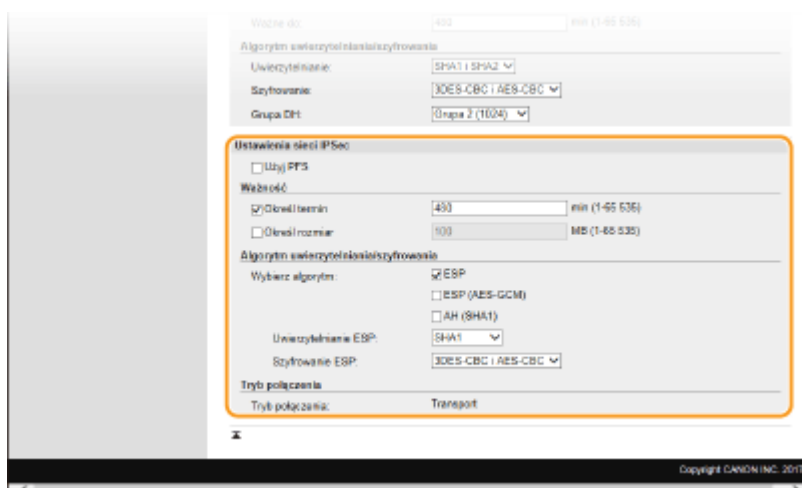 Ważne do: 480 min (1-65 535)
Algorytm uwierzytelniania/szyfrowania
Uwierzytelnianie: SHA1 i SHA2
Szyfrowanie: 3DES-CBC i AES-CBC
Grupa DH: Grupa 2 (1024)
Ustawienia sieci IPSec
Użyj PFS
Ważność
Określ termin 480 min (1-65 535)
Określ rozmiar 100 MB (1-65 535)
Algorytm uwierzytelniania/szyfrowania
Wybierz algorytm: ESP
ESP (AES-GCM)
AH (SHA1)
Uwierzytelnianie ESP: SHA1
Szyfrowanie ESP: 3DES-CBC i AES-CBC
Tryb połączenia
Tryb połączenia: Transport
Copyright CANON INC. 2017